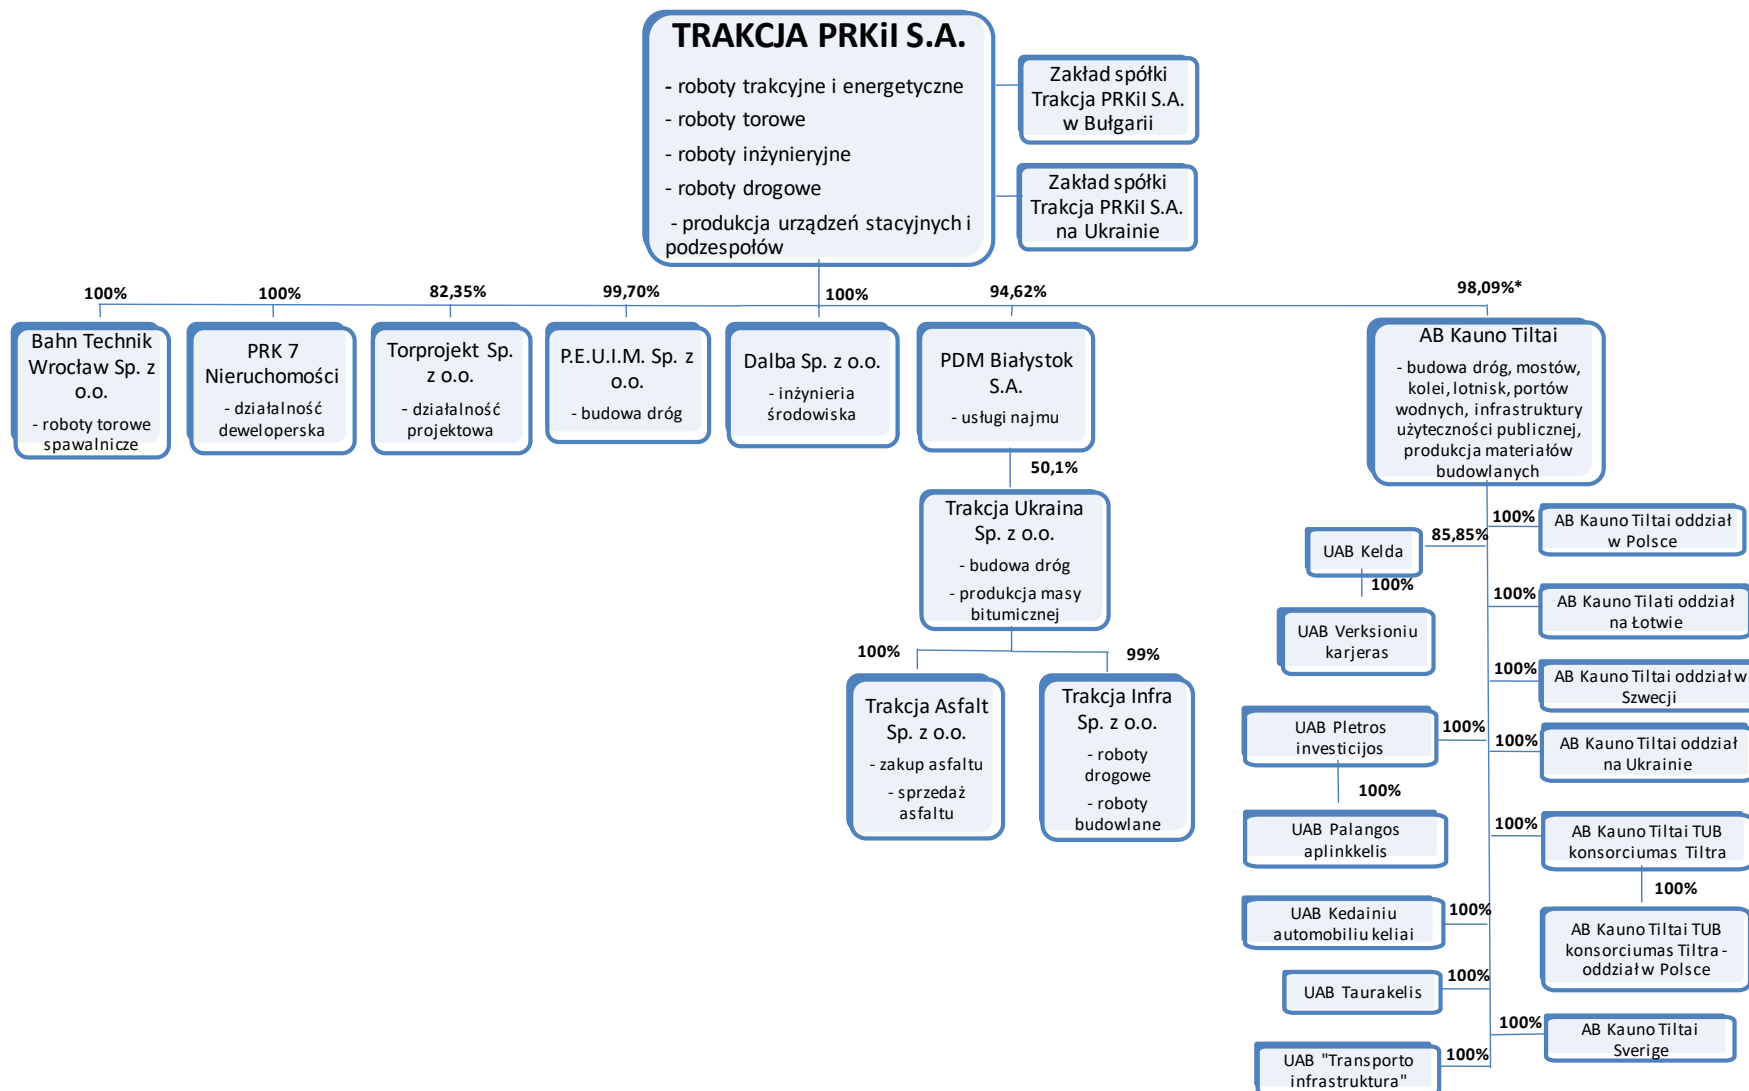 TRAKCJA PRKiI S.A.
- roboty trakcyjne i energetyczne
- roboty torowe
- roboty inżynieryjne
- roboty drogowe
- produkcja urządzeń stacyjnych i
podzespołów
Zakład spółki
Trakcja PRKiI S.A.
w Bułgarii
Zakład spółki
Trakcja PRKiI S.A.
na Ukrainie
100%
100%
82,35%
99,70%
100%
94,62%
98,09%*
Bahn Technik
Wrocław Sp. z
o.o.
- roboty torowe
spawalnicze
PRK 7
Nieruchomości
- działalność
deweloperska
Torprojekt Sp.
z o.o.
- działalność
projektowa
P.E.U.I.M. Sp. z
o.o.
- budowa dróg
Dalba Sp. z o.o.
- inżynieria
środowiska
PDM Białystok
S.A.
- usługi najmu
AB Kauno Tiltai
- budowa dróg, mostów,
kolei, lotnisk, portów
wodnych, infrastruktury
użyteczności publicznej,
produkcja materiałów
budowlanych
50,1%
Trakcja Ukraina
Sp. z o.o.
- budowa dróg
- produkcja masy
bitumicznej
100%
99%
Trakcja Asfalt
Sp. z o.o.
- zakup asfaltu
- sprzedaż
asfaltu
Trakcja Infra
Sp. z o.o.
- roboty
drogowe
- roboty
budowlane
85,85%
UAB Kelda
100%
UAB Verksioniu
karjeras
100%
UAB Pletros
investicijos
100%
UAB Palangos
aplinkkelis
100%
UAB Kedainiu
automobiliu keliai
100%
UAB Taurakelis
100%
UAB "Transporto
infrastruktura"
100%
AB Kauno Tiltai oddział
w Polsce
100%
AB Kauno Tilati oddział
na Łotwie
100%
AB Kauno Tiltai oddział w
Szwecji
100%
AB Kauno Tiltai oddział
na Ukrainie
100%
AB Kauno Tiltai TUB
konsorciumas Tiltra
100%
AB Kauno Tiltai TUB
konsorciumas Tiltra -
oddział w Polsce
100%
AB Kauno Tiltai
Sverige